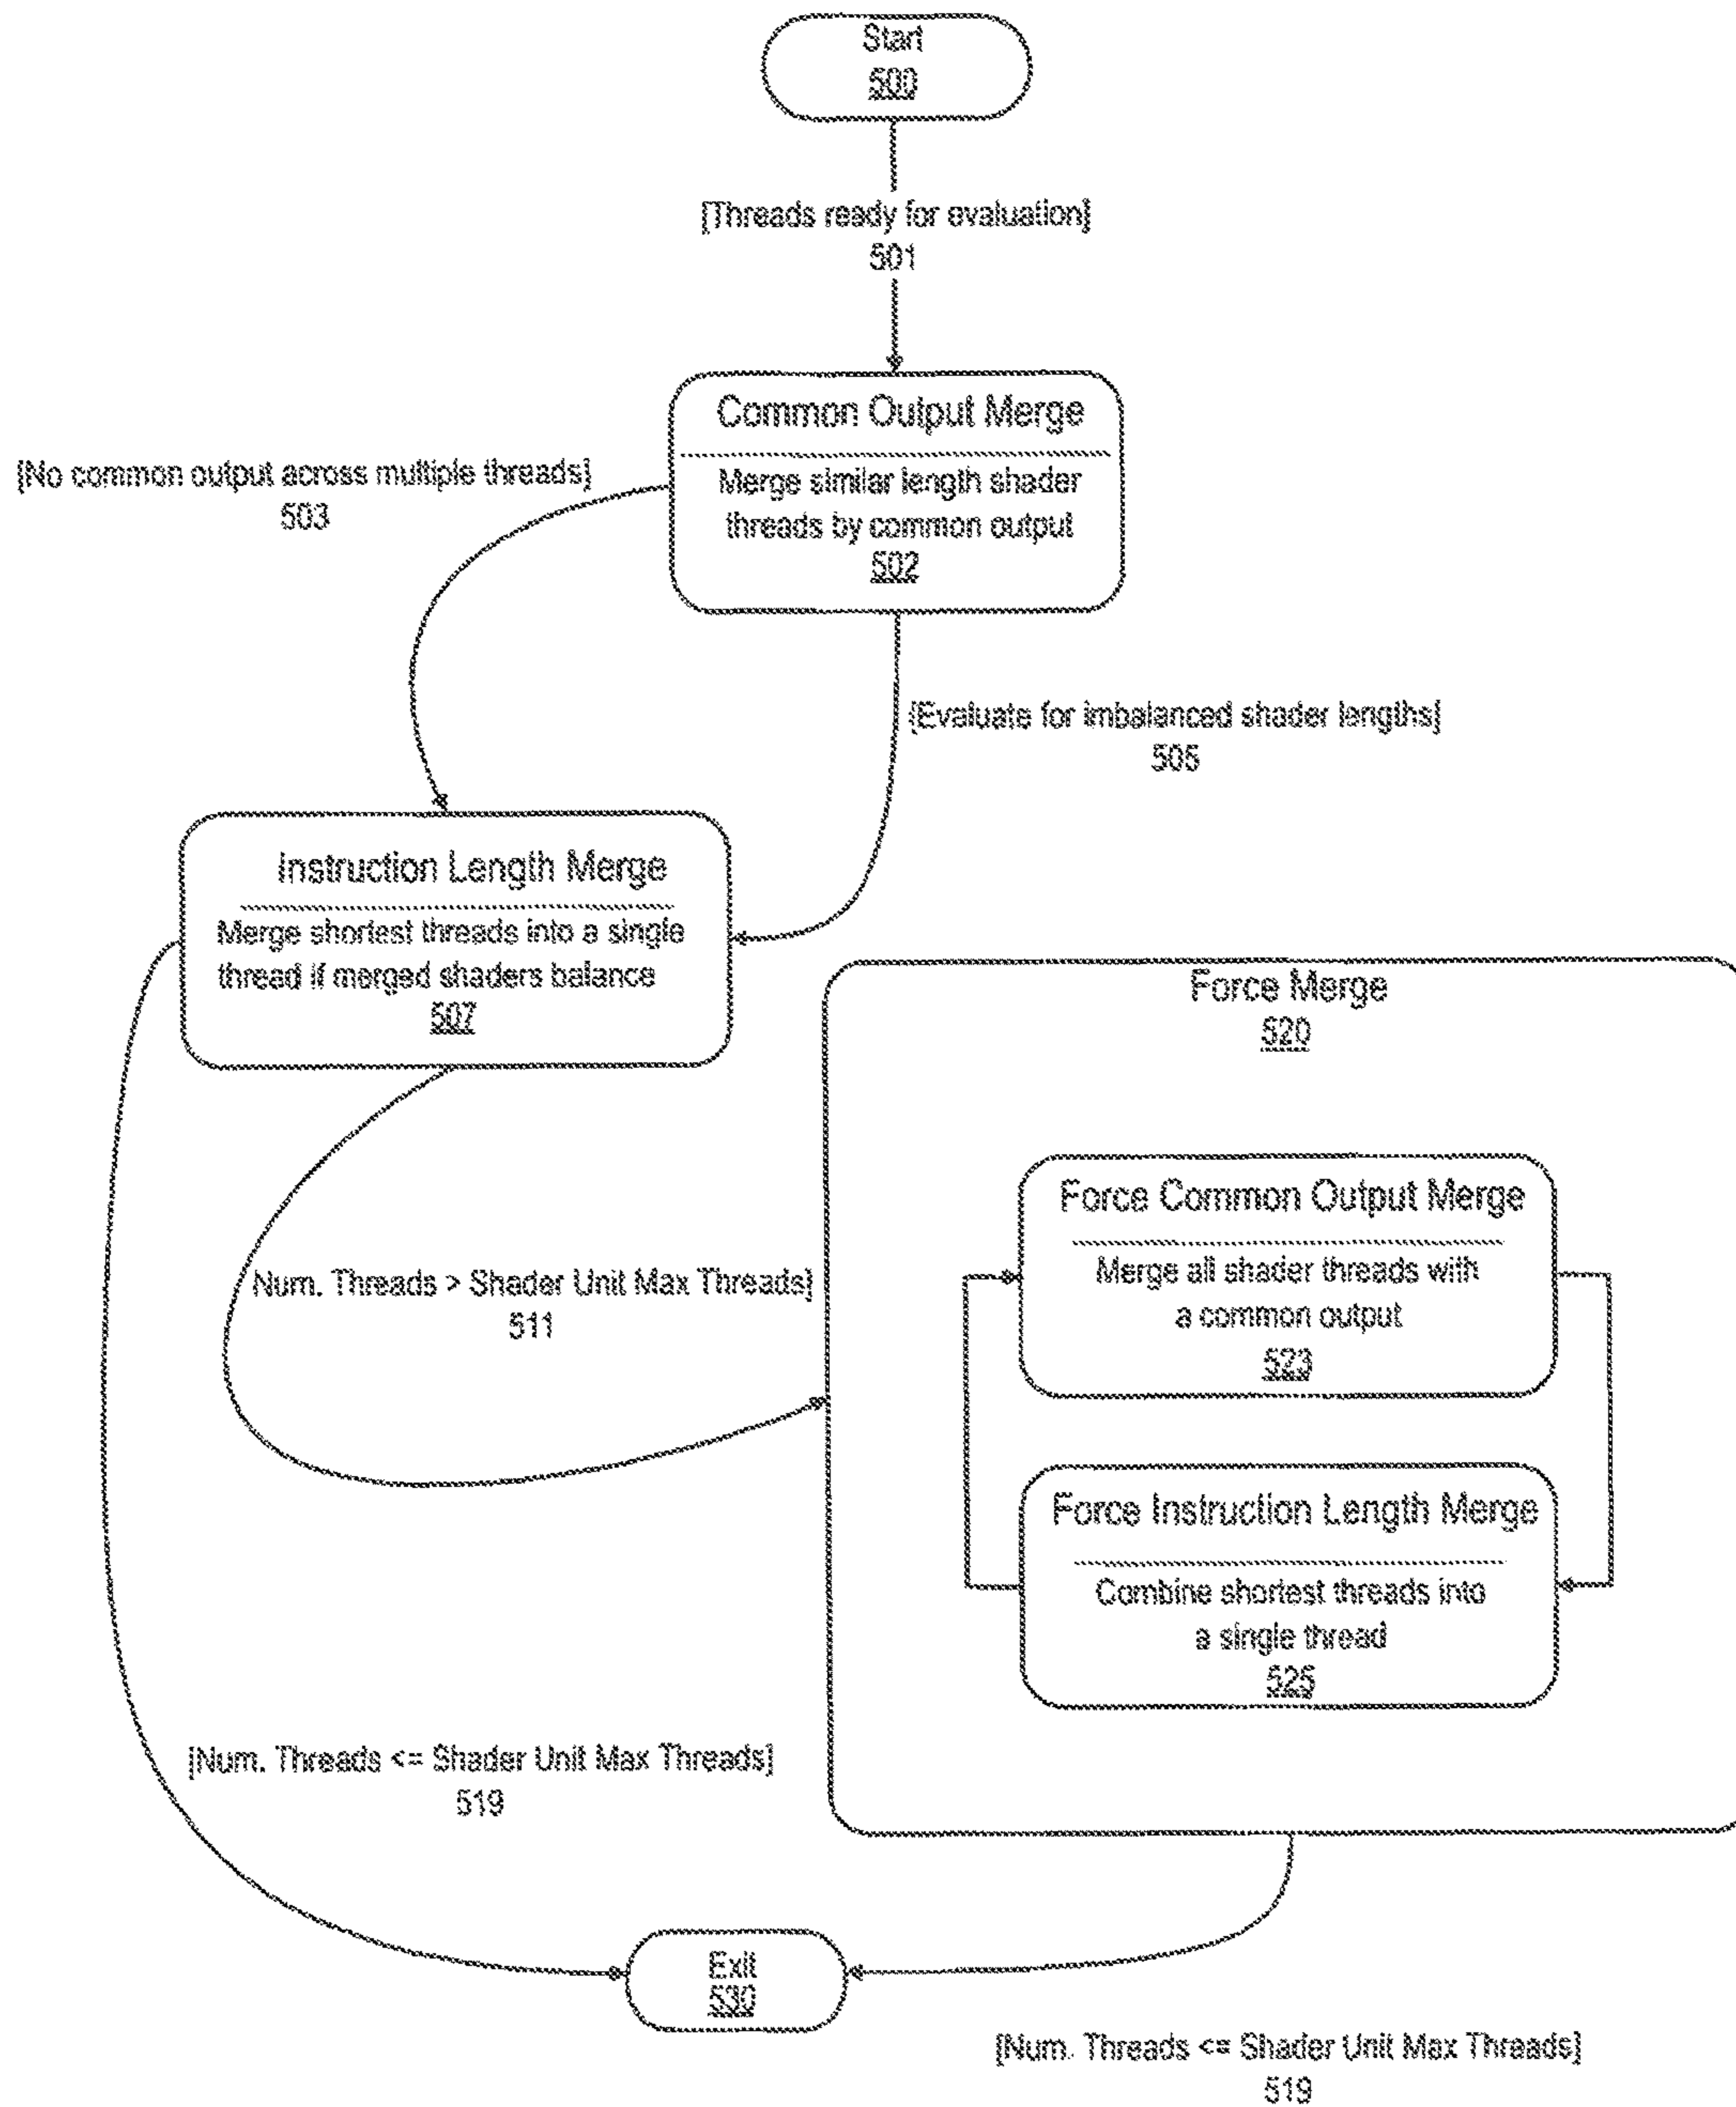 Start
500
[Threads ready for evaluation]
501
Common Output Merge
Merge similar length shader
threads by common output
502
[No common output across multiple threads]
503
[Evaluate for imbalanced shader lengths]
505
Instruction Length Merge
Merge shortest threads into a single
thread if merged shaders balance
507
Force Merge
520
Force Common Output Merge
Merge all shader threads with
a common output
523
Num. Threads > Shader Unit Max Threads]
511
Force Instruction Length Merge
Combine shortest threads into
a single thread
525
[Num. Threads <= Shader Unit Max Threads]
519
Exit
530
[Num. Threads <= Shader Unit Max Threads]
519